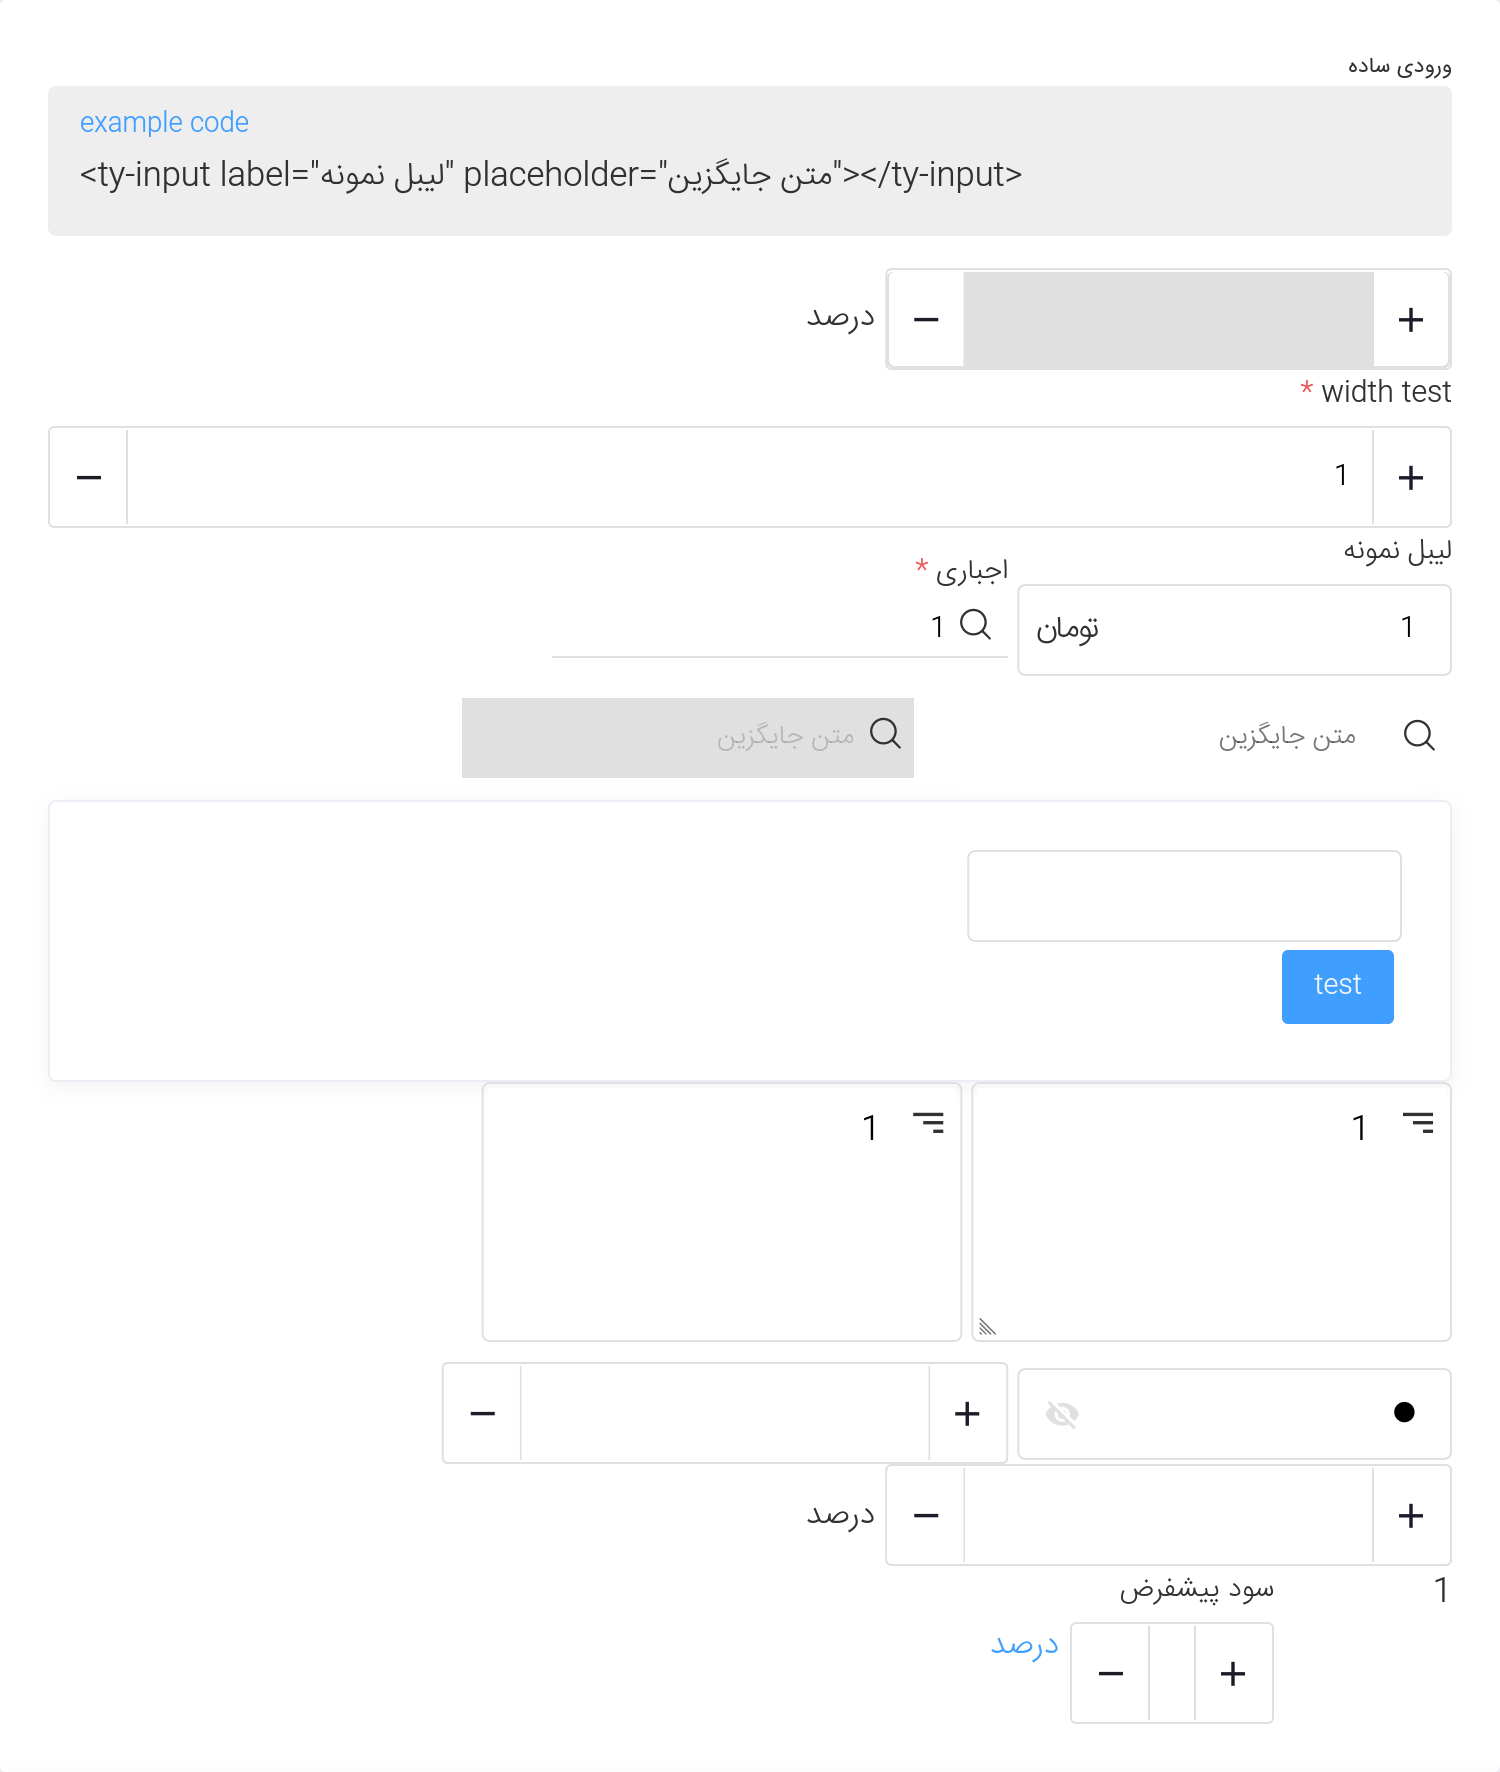 ورودی ساده
example code
<ty-input label="لیبل نمونه" placeholder="متن جایگزین"></ty-input>
+ − درصد
width test *
+ 1 −
لیبل نمونه
اجباری *
1 تومان
1
متن جایگزین
متن جایگزین
test
1
1
+ −
+ − درصد
1
سود پیشفرض
+ − درصد